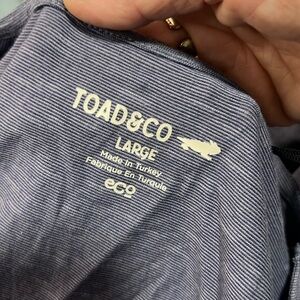 TOAD&CO
LARGE
Made In Turkey
Fabriqué En Turquie
eco